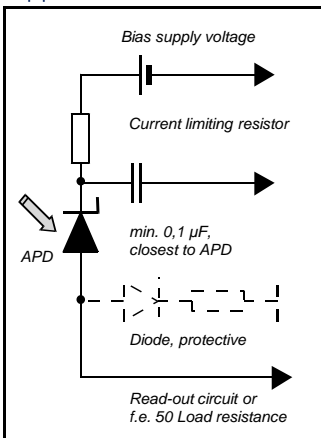 Bias supply voltage
Current limiting resistor
min. 0,1 µF,
closest to APD
APD
Diode, protective
Read-out circuit or
f.e. 50 Load resistance